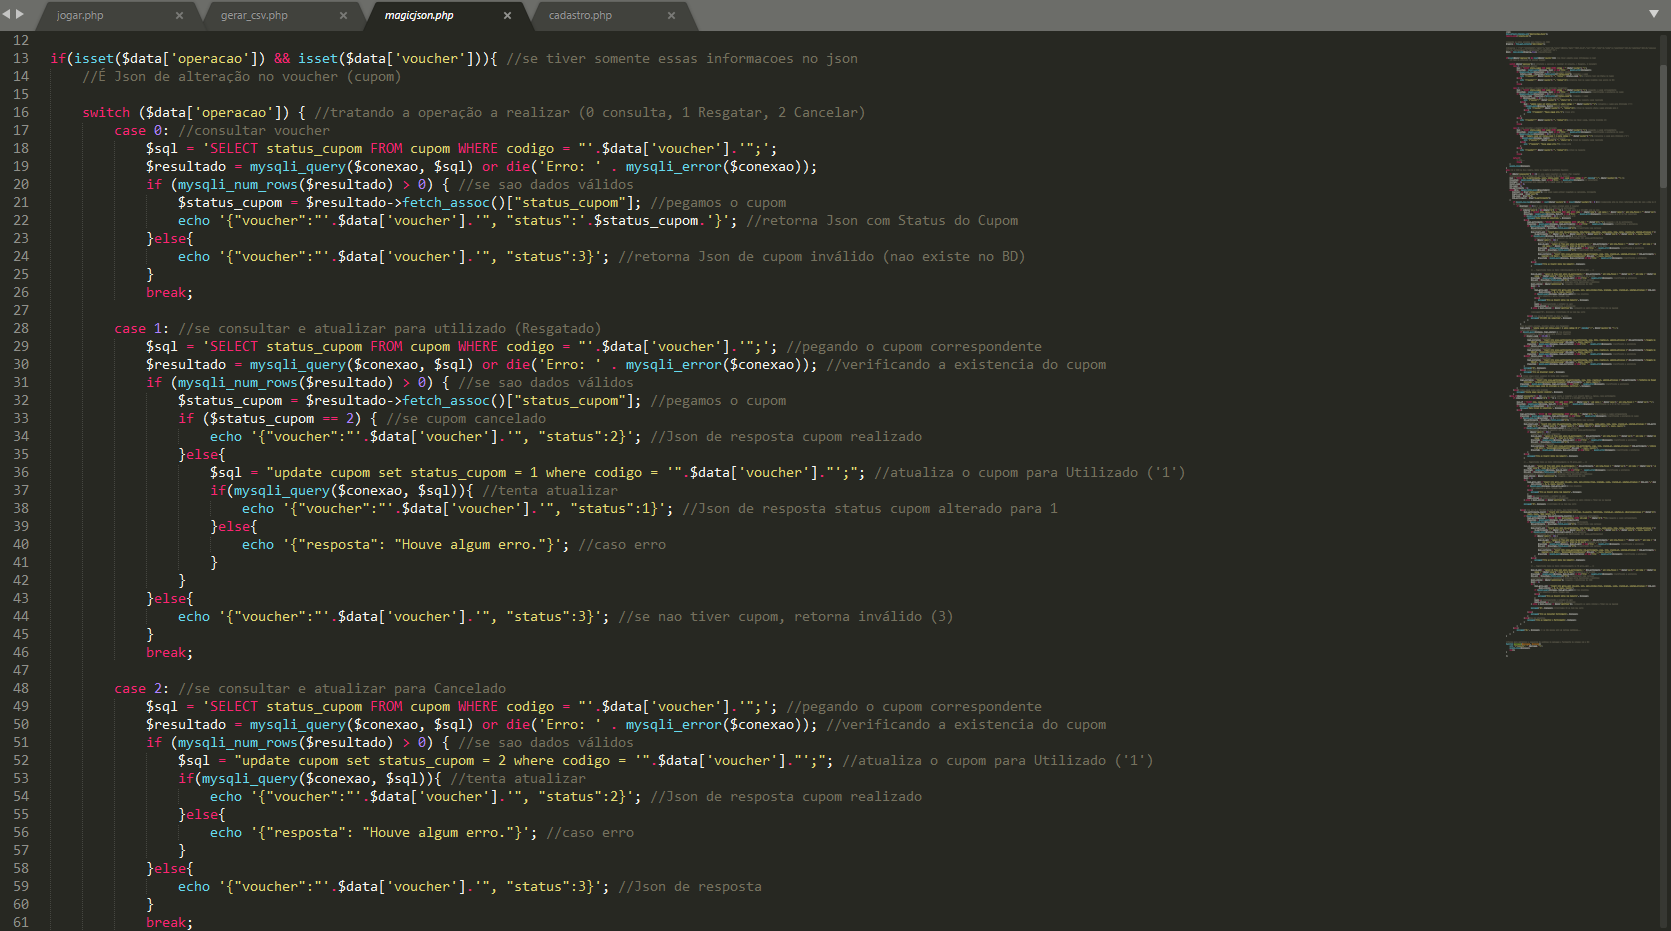 jogar.php
gerar_csv.php
magicjson.php
cadastro.php
12
13 if(isset($data['operacao']) && isset($data['voucher'])){ //se tiver somente essas informacoes no json
14 //É Json de alteração no voucher (cupom)
15
16 switch ($data['operacao']) { //tratando a operação a realizar (0 consulta, 1 Resgatar, 2 Cancelar)
17 case 0: //consultar voucher
18 $sql = 'SELECT status_cupom FROM cupom WHERE codigo = "'.$data['voucher'].'";';
19 $resultado = mysqli_query($conexao, $sql) or die('Erro: ' . mysqli_error($conexao));
20 if (mysqli_num_rows($resultado) > 0) { //se sao dados válidos
21 $status_cupom = $resultado->fetch_assoc()["status_cupom"]; //pegamos o cupom
22 echo '{"voucher":"'.$data['voucher'].'", "status":'.$status_cupom.'}'; //retorna Json com Status do Cupom
23 }else{
24 echo '{"voucher":"'.$data['voucher'].'", "status":3}'; //retorna Json de cupom inválido (nao existe no BD)
25 }
26 break;
27
28 case 1: //se consultar e atualizar para utilizado (Resgatado)
29 $sql = 'SELECT status_cupom FROM cupom WHERE codigo = "'.$data['voucher'].'";'; //pegando o cupom correspondente
30 $resultado = mysqli_query($conexao, $sql) or die('Erro: ' . mysqli_error($conexao)); //verificando a existencia do cupom
31 if (mysqli_num_rows($resultado) > 0) { //se sao dados válidos
32 $status_cupom = $resultado->fetch_assoc()["status_cupom"]; //pegamos o cupom
33 if ($status_cupom == 2) { //se cupom cancelado
34 echo '{"voucher":"'.$data['voucher'].'", "status":2}'; //Json de resposta cupom realizado
35 }else{
36 $sql = "update cupom set status_cupom = 1 where codigo = '".$data['voucher']."';"; //atualiza o cupom para Utilizado ('1')
37 if(mysqli_query($conexao, $sql)){ //tenta atualizar
38 echo '{"voucher":"'.$data['voucher'].'", "status":1}'; //Json de resposta status cupom alterado para 1
39 }else{
40 echo '{"resposta": "Houve algum erro."}'; //caso erro
41 }
42 }
43 }else{
44 echo '{"voucher":"'.$data['voucher'].'", "status":3}'; //se nao tiver cupom, retorna inválido (3)
45 }
46 break;
47
48 case 2: //se consultar e atualizar para Cancelado
49 $sql = 'SELECT status_cupom FROM cupom WHERE codigo = "'.$data['voucher'].'";'; //pegando o cupom correspondente
50 $resultado = mysqli_query($conexao, $sql) or die('Erro: ' . mysqli_error($conexao)); //verificando a existencia do cupom
51 if (mysqli_num_rows($resultado) > 0) { //se sao dados válidos
52 $sql = "update cupom set status_cupom = 2 where codigo = '".$data['voucher']."';"; //atualiza o cupom para Utilizado ('1')
53 if(mysqli_query($conexao, $sql)){ //tenta atualizar
54 echo '{"voucher":"'.$data['voucher'].'", "status":2}'; //Json de resposta cupom realizado
55 }else{
56 echo '{"resposta": "Houve algum erro."}'; //caso erro
57 }
58 }else{
59 echo '{"voucher":"'.$data['voucher'].'", "status":3}'; //Json de resposta
60 }
61 break;